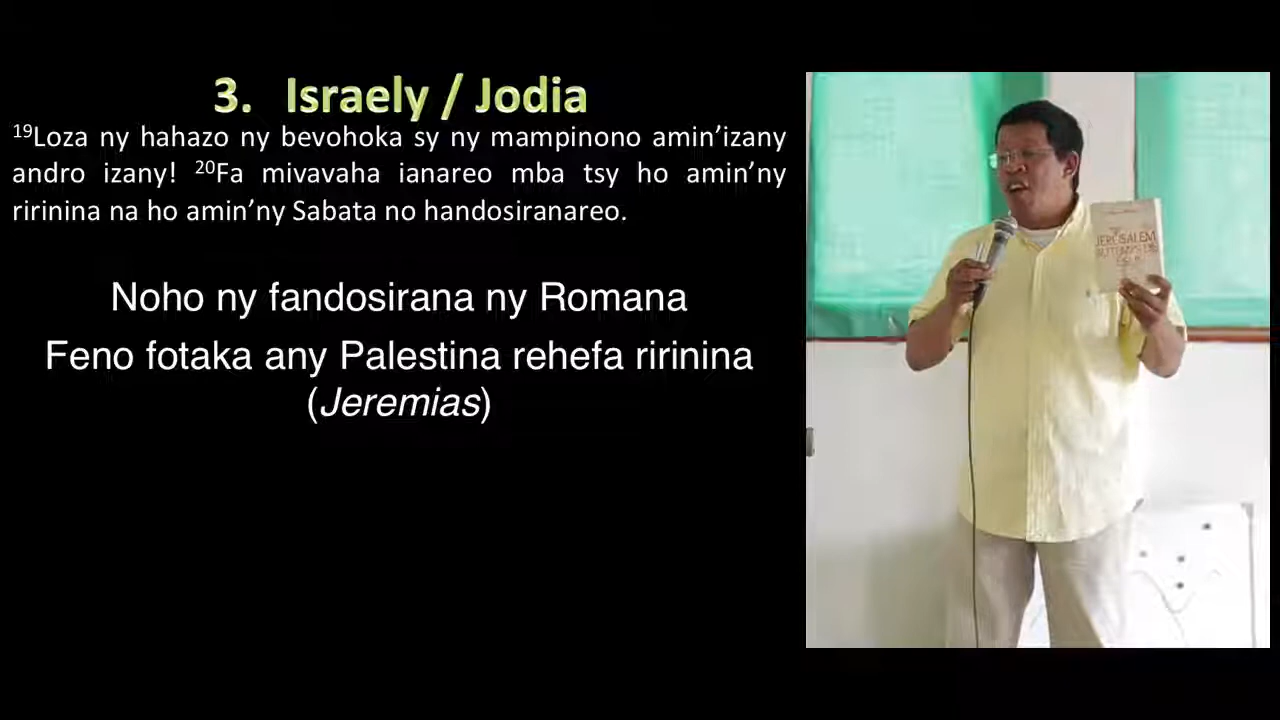 3. Israely / Jodia
¹⁹Loza ny hahazo ny bevohoka sy ny mampinono amin’izany
andro izany! ²⁰Fa mivavaha ianareo mba tsy ho amin’ny
ririnina na ho amin’ny Sabata no handosiranareo.
Noho ny fandosirana ny Romana
Feno fotaka any Palestina rehefa ririnina
(Jeremias)
JERUSALEM